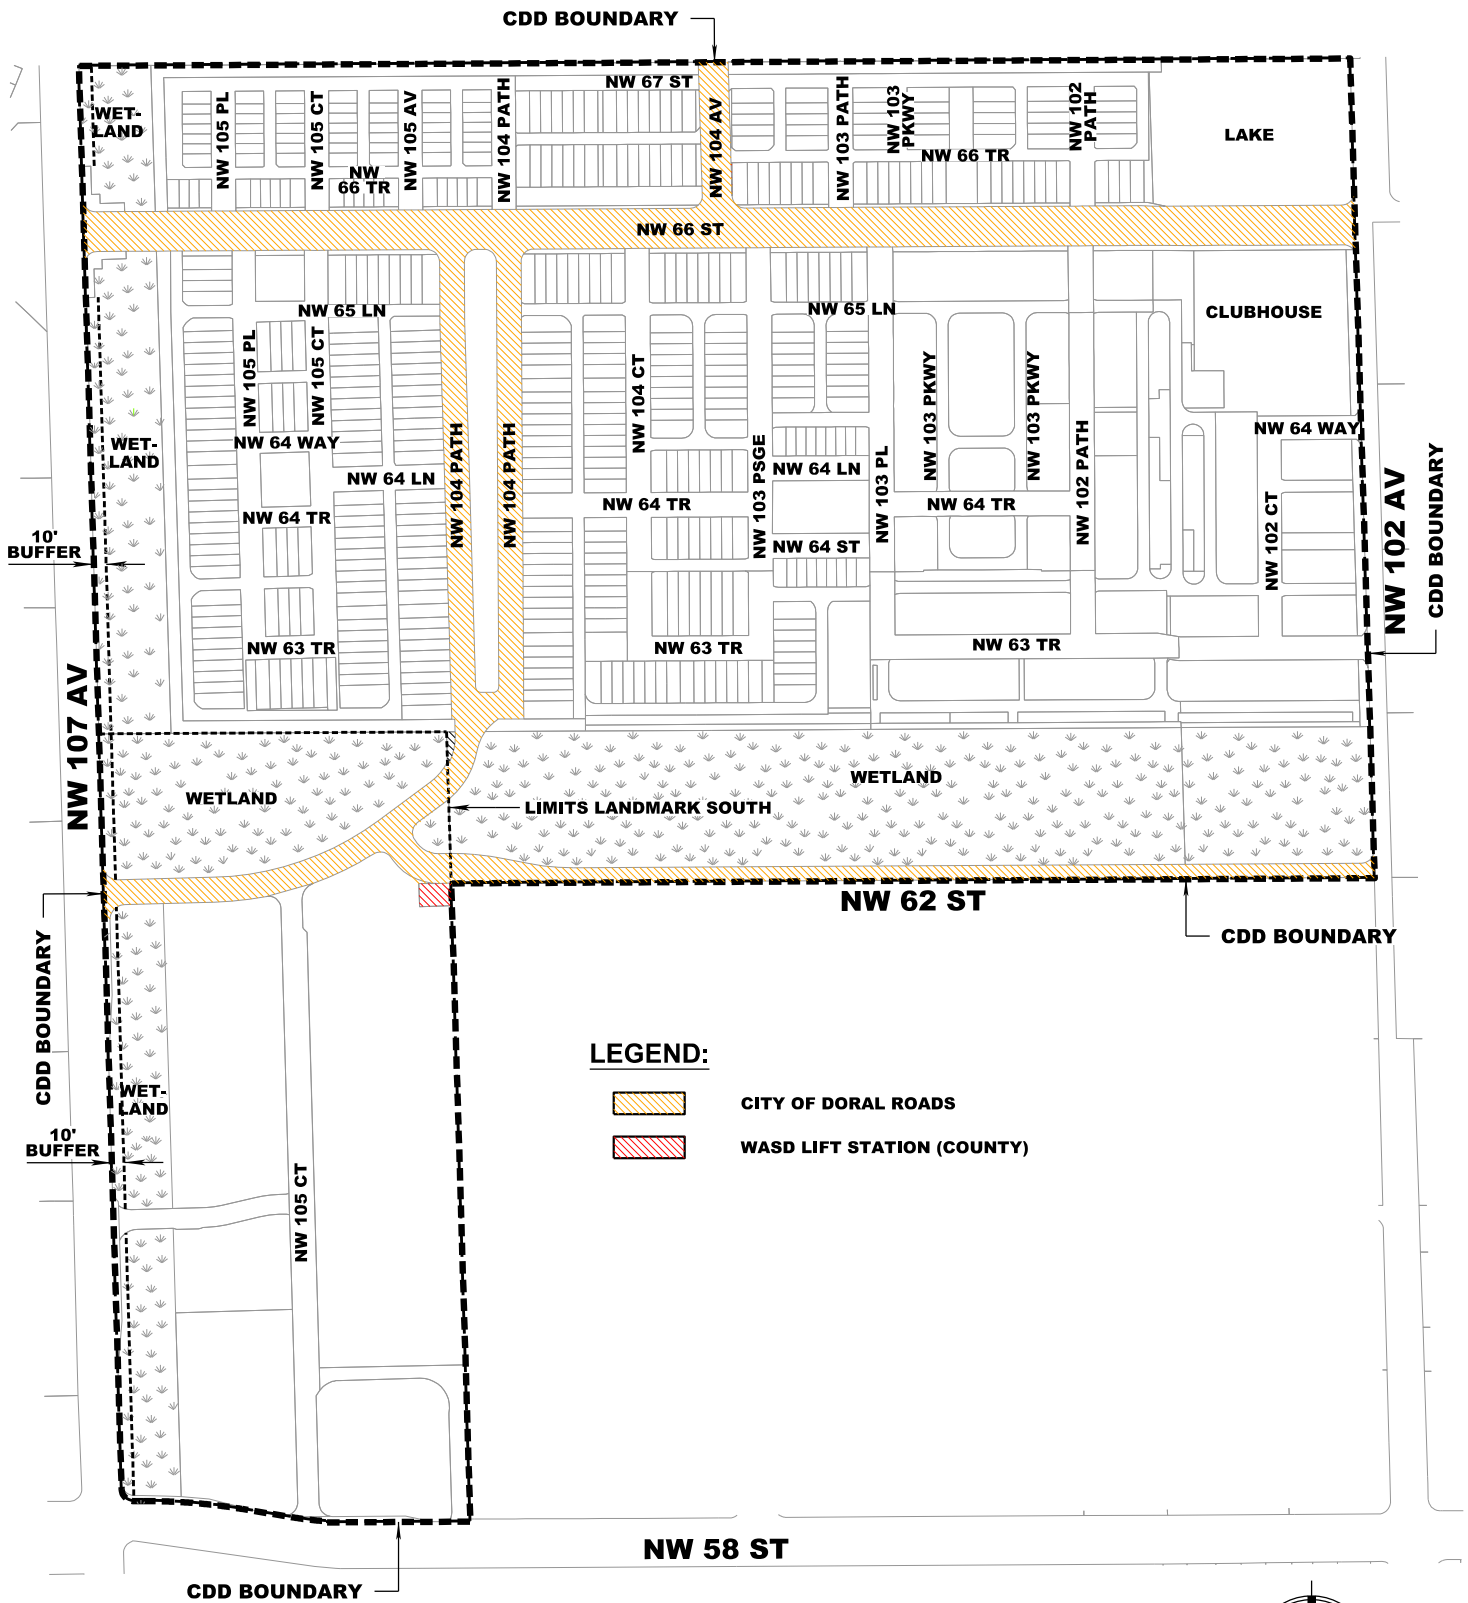 CDD BOUNDARY
NW 67 ST
WET-
LAND
NW 105 PL
NW 105 CT
NW 105 AV
NW 104 PATH
NW 104 AV
NW 103 PATH
NW 103
PKWY
NW 102
PATH
LAKE
NW
66 TR
NW 66 TR
NW 66 ST
NW 65 LN
NW 65 LN
CLUBHOUSE
NW 105 PL
NW 105 CT
NW 104 CT
NW 103 PKWY
NW 103 PKWY
WET-
LAND
NW 64 WAY
NW 64 WAY
NW 104 PATH
NW 104 PATH
NW 103 PSGE
NW 103 PL
NW 102 PATH
NW 64 LN
NW 64 LN
NW 64 TR
NW 64 TR
NW 64 TR
NW 64 ST
NW 102 CT
NW 102 AV
CDD BOUNDARY
10'
BUFFER
NW 63 TR
NW 63 TR
NW 63 TR
NW 107 AV
WETLAND
WETLAND
LIMITS LANDMARK SOUTH
NW 62 ST
CDD BOUNDARY
CDD BOUNDARY
LEGEND:
CITY OF DORAL ROADS
WASD LIFT STATION (COUNTY)
WET-
LAND
10'
BUFFER
NW 105 CT
NW 58 ST
CDD BOUNDARY